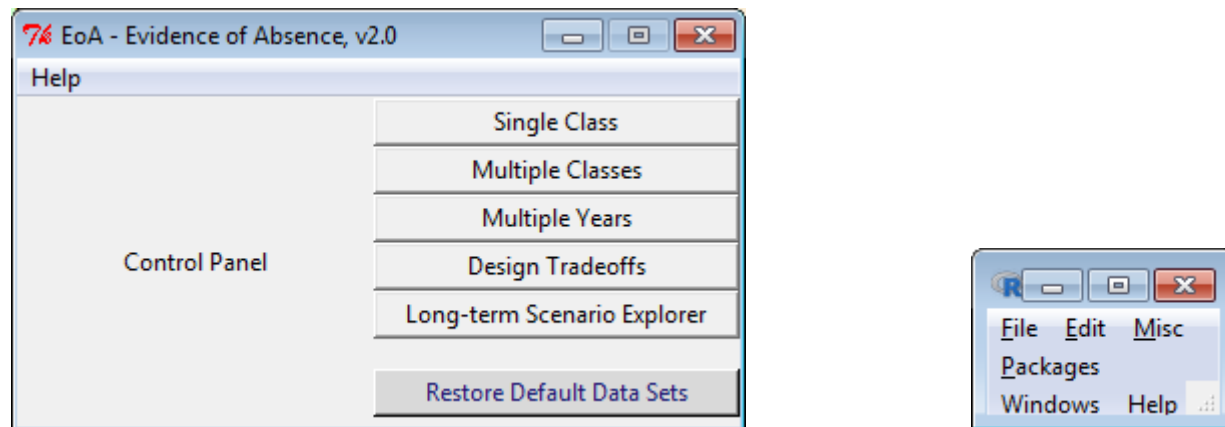 EoA - Evidence of Absence, v2.0
Help
Control Panel
Single Class
Multiple Classes
Multiple Years
Design Tradeoffs
Long-term Scenario Explorer
Restore Default Data Sets
R
File Edit Misc
Packages
Windows Help